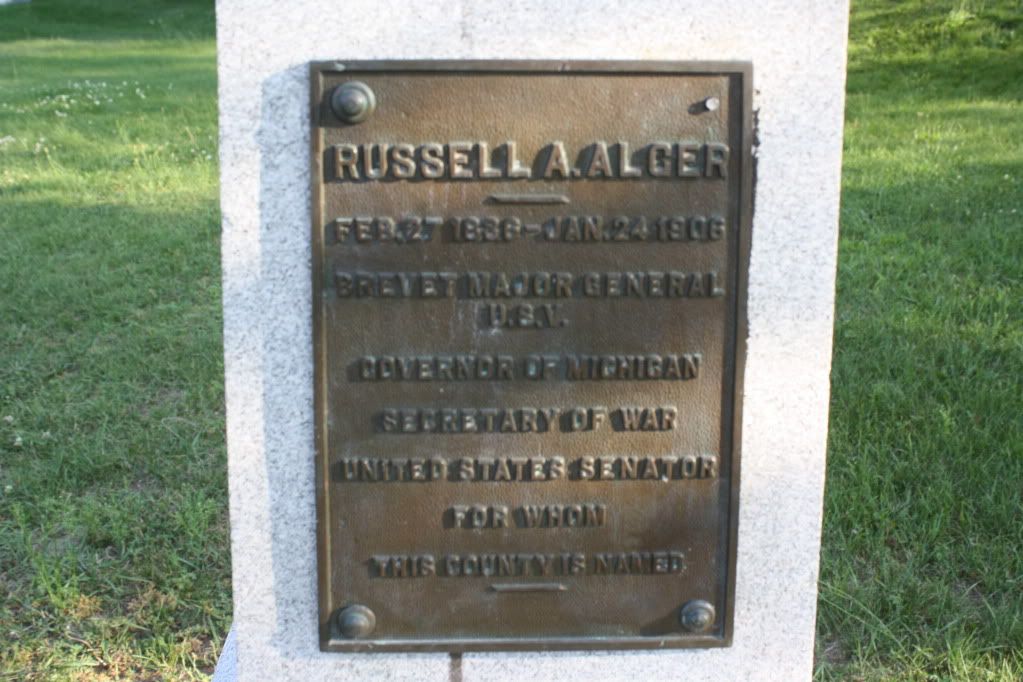 RUSSELL A. ALGER
FEB. 27 1836 - JAN. 24 1906
BREVET MAJOR GENERAL
U.S.V.
GOVERNOR OF MICHIGAN
SECRETARY OF WAR
UNITED STATES SENATOR
FOR WHOM
THIS COUNTY IS NAMED